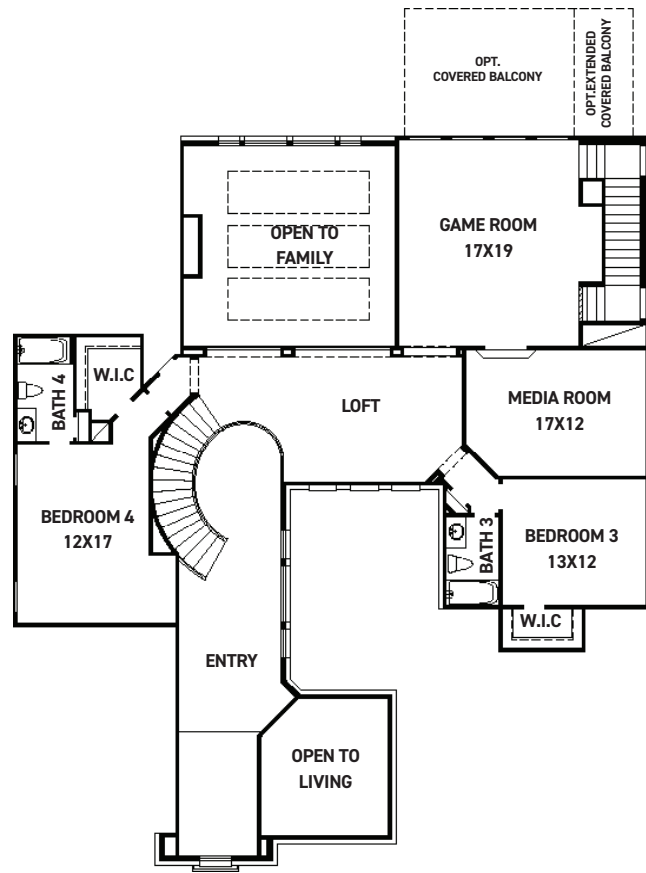 OPT.
COVERED BALCONY
OPT.EXTENDED
COVERED BALCONY
OPEN TO
FAMILY
GAME ROOM
17X19
W.I.C
BATH 4
LOFT
MEDIA ROOM
17X12
BEDROOM 4
12X17
BATH 3
BEDROOM 3
13X12
W.I.C
ENTRY
OPEN TO
LIVING